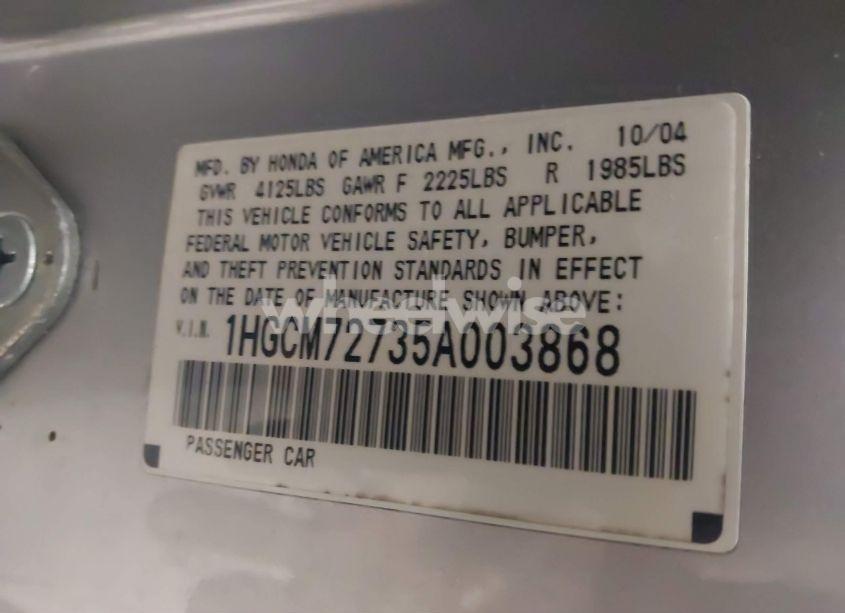 MFD. BY HONDA OF AMERICA MFG., INC. 10/04
GVWR 4125LBS GAWR F 2225LBS R 1985LBS
THIS VEHICLE CONFORMS TO ALL APPLICABLE
FEDERAL MOTOR VEHICLE SAFETY, BUMPER,
AND THEFT PREVENTION STANDARDS IN EFFECT
ON THE DATE OF MANUFACTURE SHOWN ABOVE:
wheelwise
V.I.N. 1HGCM72735A003868
PASSENGER CAR